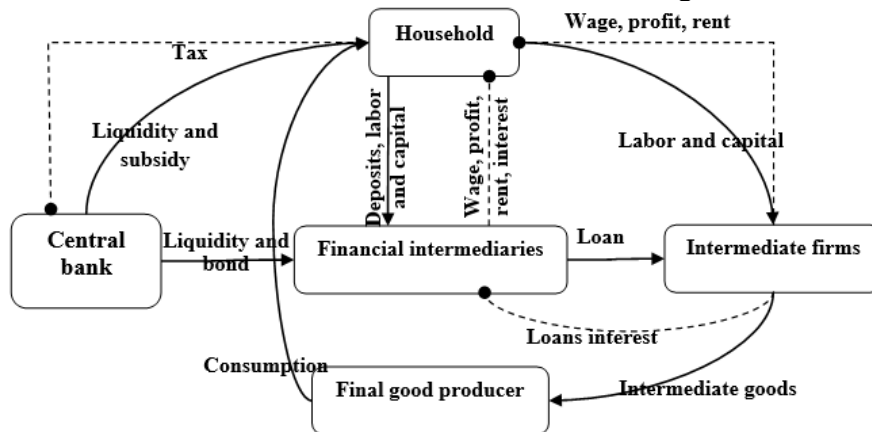 Wage, profit, rent
Household
Tax
Liquidity and
subsidy
Deposits, labor
and capital
Wage, profit,
rent, interest
Labor and capital
Central
bank
Liquidity and
bond
Financial intermediaries
Loan
Intermediate firms
Loans interest
Consumption
Final good producer
Intermediate goods